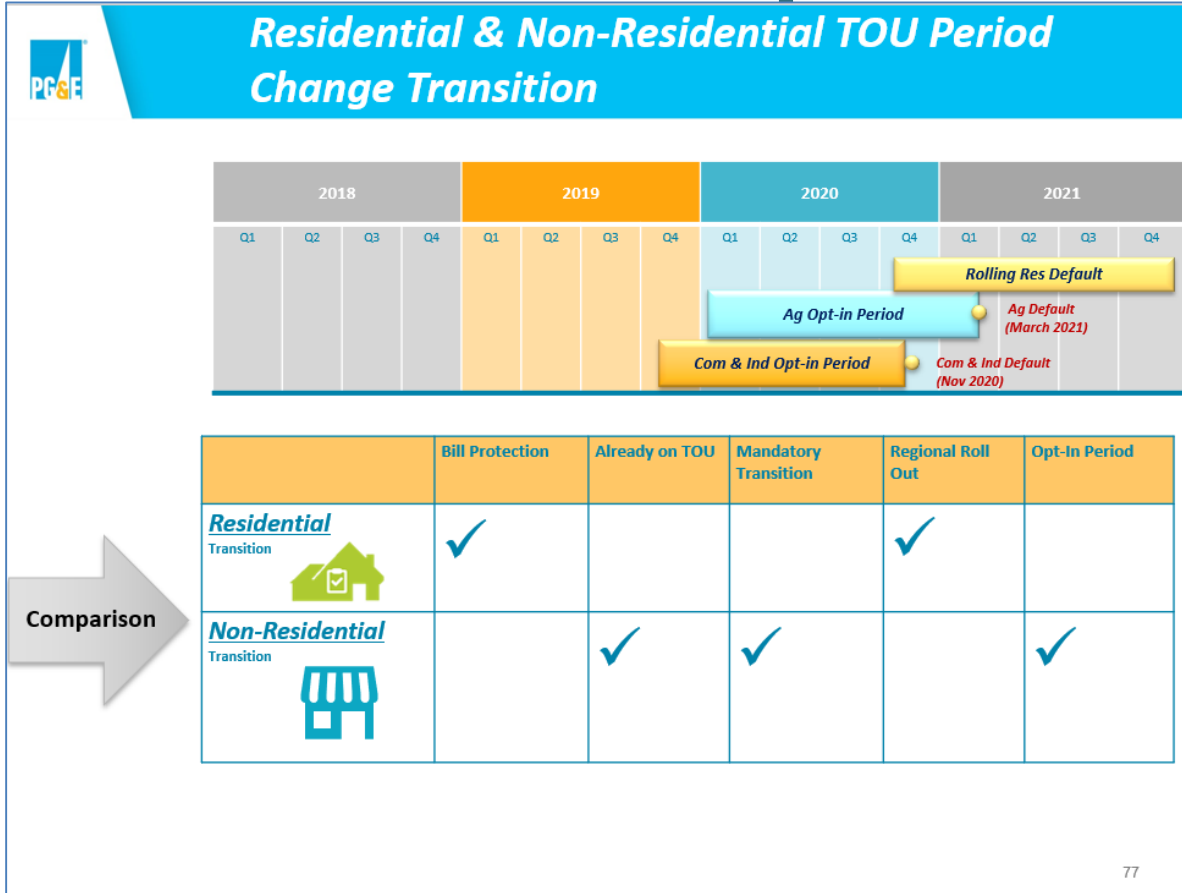 Residential & Non-Residential TOU Period
Change Transition
PG&E
2018 2019 2020 2021
Q1 Q2 Q3 Q4 Q1 Q2 Q3 Q4 Q1 Q2 Q3 Q4 Q1 Q2 Q3 Q4
Rolling Res Default
Ag Opt-in Period
Ag Default
(March 2021)
Com & Ind Opt-in Period
Com & Ind Default
(Nov 2020)
Bill Protection
Already on TOU
Mandatory
Transition
Regional Roll
Out
Opt-In Period
Comparison
Residential
Transition
Non-Residential
Transition
77